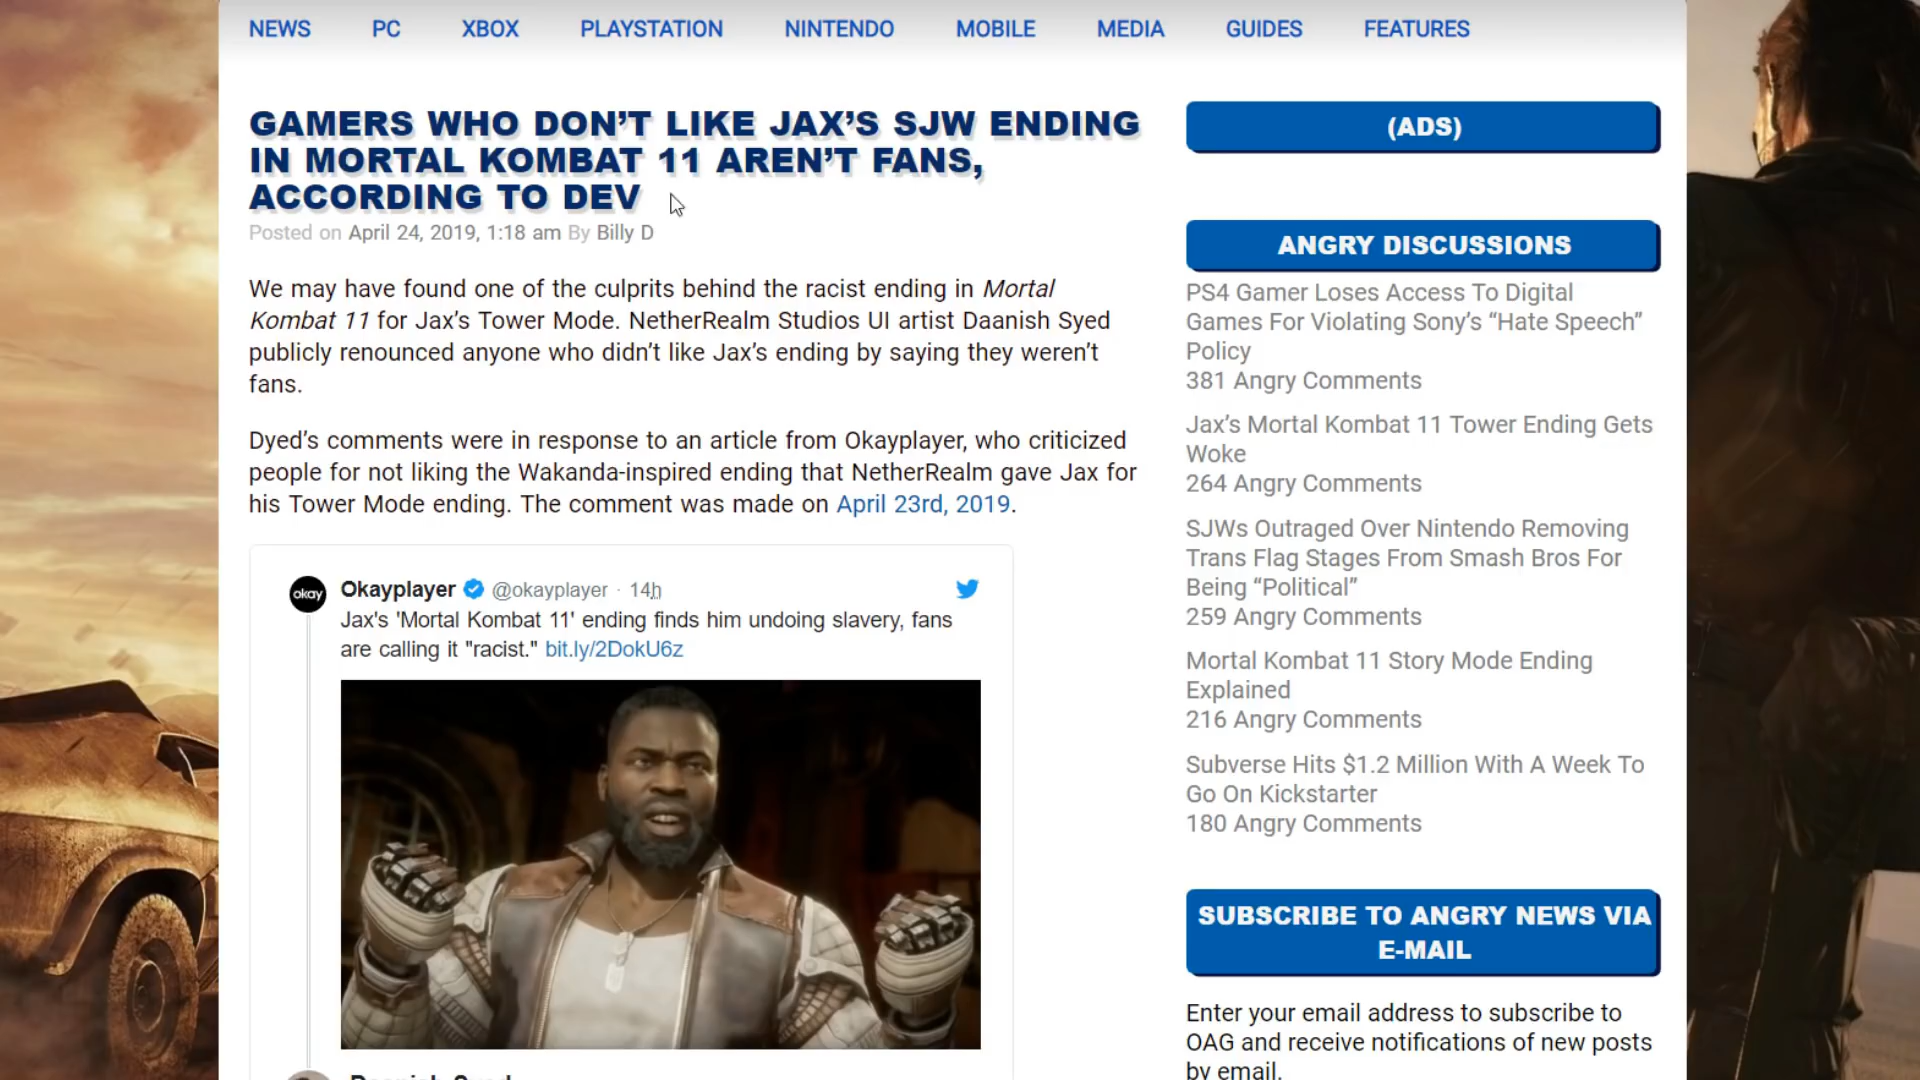 NEWS PC XBOX PLAYSTATION NINTENDO MOBILE MEDIA GUIDES FEATURES
GAMERS WHO DON’T LIKE JAX’S SJW ENDING
IN MORTAL KOMBAT 11 AREN’T FANS,
ACCORDING TO DEV
Posted on April 24, 2019, 1:18 am By Billy D
We may have found one of the culprits behind the racist ending in Mortal
Kombat 11 for Jax’s Tower Mode. NetherRealm Studios UI artist Daanish Syed
publicly renounced anyone who didn’t like Jax’s ending by saying they weren’t
fans.
Dyed’s comments were in response to an article from Okayplayer, who criticized
people for not liking the Wakanda-inspired ending that NetherRealm gave Jax for
his Tower Mode ending. The comment was made on April 23rd, 2019.
okay
Okayplayer @okayplayer · 14h
Jax's 'Mortal Kombat 11' ending finds him undoing slavery, fans
are calling it "racist." bit.ly/2DokU6z
Daanish Syed
(ADS)
ANGRY DISCUSSIONS
PS4 Gamer Loses Access To Digital
Games For Violating Sony’s “Hate Speech”
Policy
381 Angry Comments
Jax’s Mortal Kombat 11 Tower Ending Gets
Woke
264 Angry Comments
SJWs Outraged Over Nintendo Removing
Trans Flag Stages From Smash Bros For
Being “Political”
259 Angry Comments
Mortal Kombat 11 Story Mode Ending
Explained
216 Angry Comments
Subverse Hits $1.2 Million With A Week To
Go On Kickstarter
180 Angry Comments
SUBSCRIBE TO ANGRY NEWS VIA
E-MAIL
Enter your email address to subscribe to
OAG and receive notifications of new posts
by email.